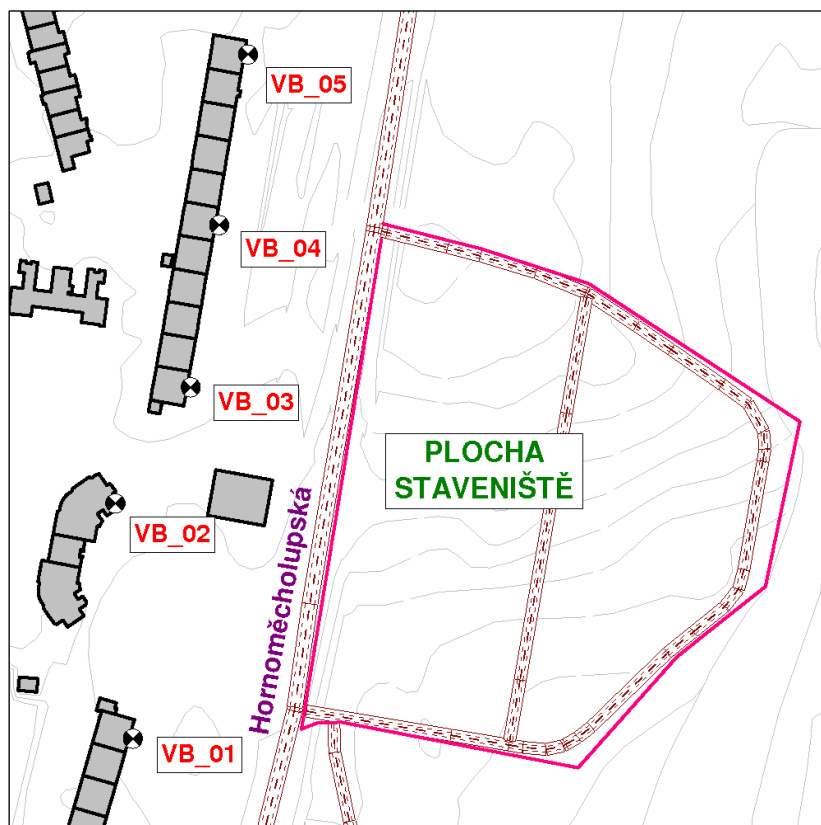 VB_05
VB_04
VB_03
PLOCHA
STAVENIŠTĚ
VB_02
Hornoměcholupská
VB_01